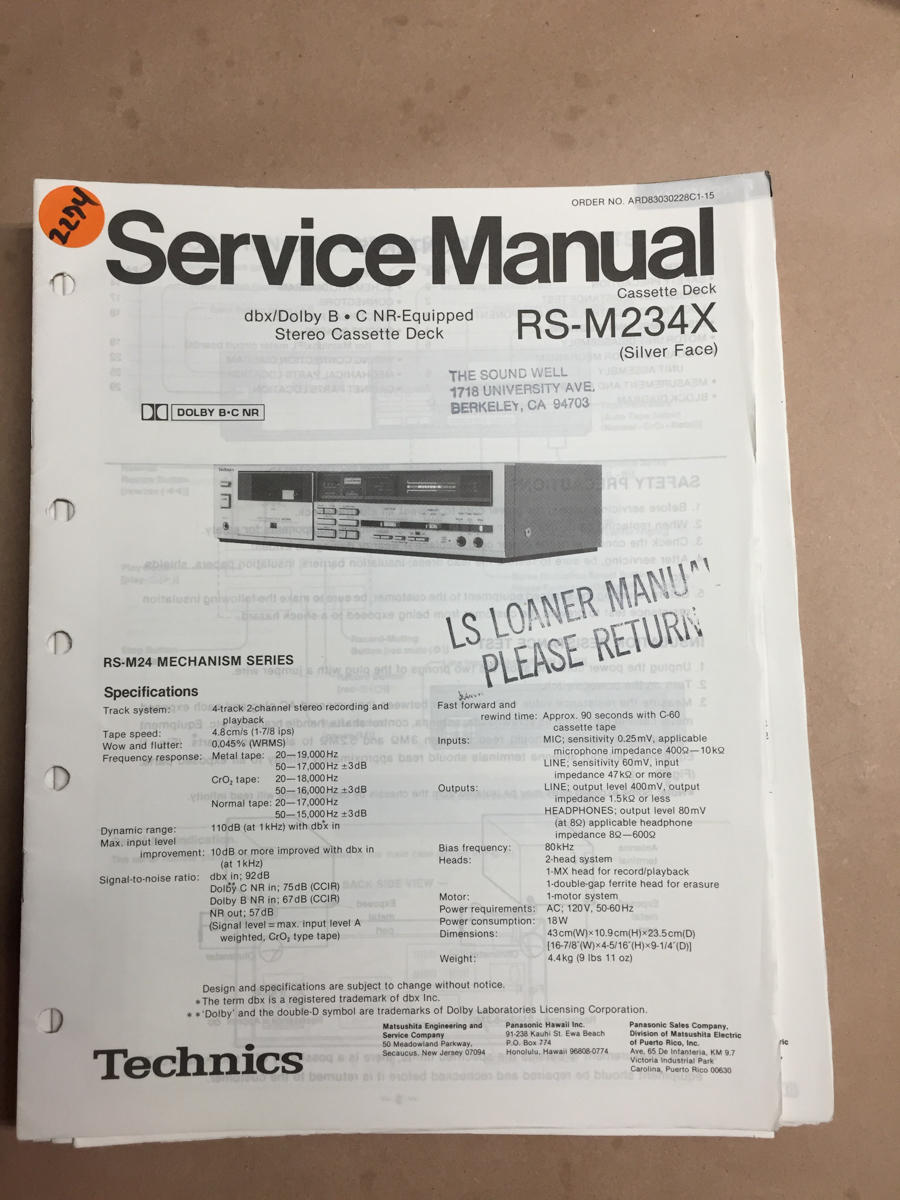 2274
ORDER NO. ARD83030228C1-15
Service Manual
Cassette Deck
dbx/Dolby B • C NR-Equipped
Stereo Cassette Deck
RS-M234X
(Silver Face)
THE SOUND WELL
1718 UNIVERSITY AVE.
BERKELEY, CA 94703
DOLBY B•C NR
Technics
LS LOANER MANUAL
PLEASE RETURN
RS-M24 MECHANISM SERIES
Specifications
Track system: 4-track 2-channel stereo recording and
playback
Tape speed: 4.8cm/s (1-7/8 ips)
Wow and flutter: 0.045% (WRMS)
Frequency response: Metal tape: 20—19,000Hz
50—17,000Hz ±3dB
CrO₂ tape: 20—18,000Hz
50—16,000Hz ±3dB
Normal tape: 20—17,000Hz
50—15,000Hz ±3dB
Dynamic range: 110dB (at 1kHz) with dbx in
Max. input level
improvement: 10dB or more improved with dbx in
(at 1kHz)
Signal-to-noise ratio: dbx in; 92dB
Dolby C NR in; 75dB (CCIR)
Dolby B NR in; 67dB (CCIR)
NR out; 57dB
(Signal level = max. input level A
weighted, CrO₂ type tape)
Fast forward and
rewind time: Approx. 90 seconds with C-60
cassette tape
Inputs: MIC; sensitivity 0.25mV, applicable
microphone impedance 400Ω—10kΩ
LINE; sensitivity 60mV, input
impedance 47kΩ or more
Outputs: LINE; output level 400mV, output
impedance 1.5kΩ or less
HEADPHONES; output level 80mV
(at 8Ω) applicable headphone
impedance 8Ω—600Ω
Bias frequency: 80kHz
Heads: 2-head system
1-MX head for record/playback
1-double-gap ferrite head for erasure
Motor: 1-motor system
Power requirements: AC; 120V, 50-60Hz
Power consumption: 18W
Dimensions: 43cm(W)×10.9cm(H)×23.5cm(D)
[16-7/8″(W)×4-5/16″(H)×9-1/4″(D)]
Weight: 4.4kg (9 lbs 11 oz)
Design and specifications are subject to change without notice.
* The term dbx is a registered trademark of dbx Inc.
* * 'Dolby' and the double-D symbol are trademarks of Dolby Laboratories Licensing Corporation.
Technics
Matsushita Engineering and
Service Company
50 Meadowland Parkway,
Secaucus, New Jersey 07094
Panasonic Hawaii Inc.
91-238 Kauhi St. Ewa Beach
P.O. Box 774
Honolulu, Hawaii 96808-0774
Panasonic Sales Company,
Division of Matsushita Electric
of Puerto Rico, Inc.
Ave. 65 De Infanteria, KM 9.7
Victoria Industrial Park
Carolina, Puerto Rico 00630